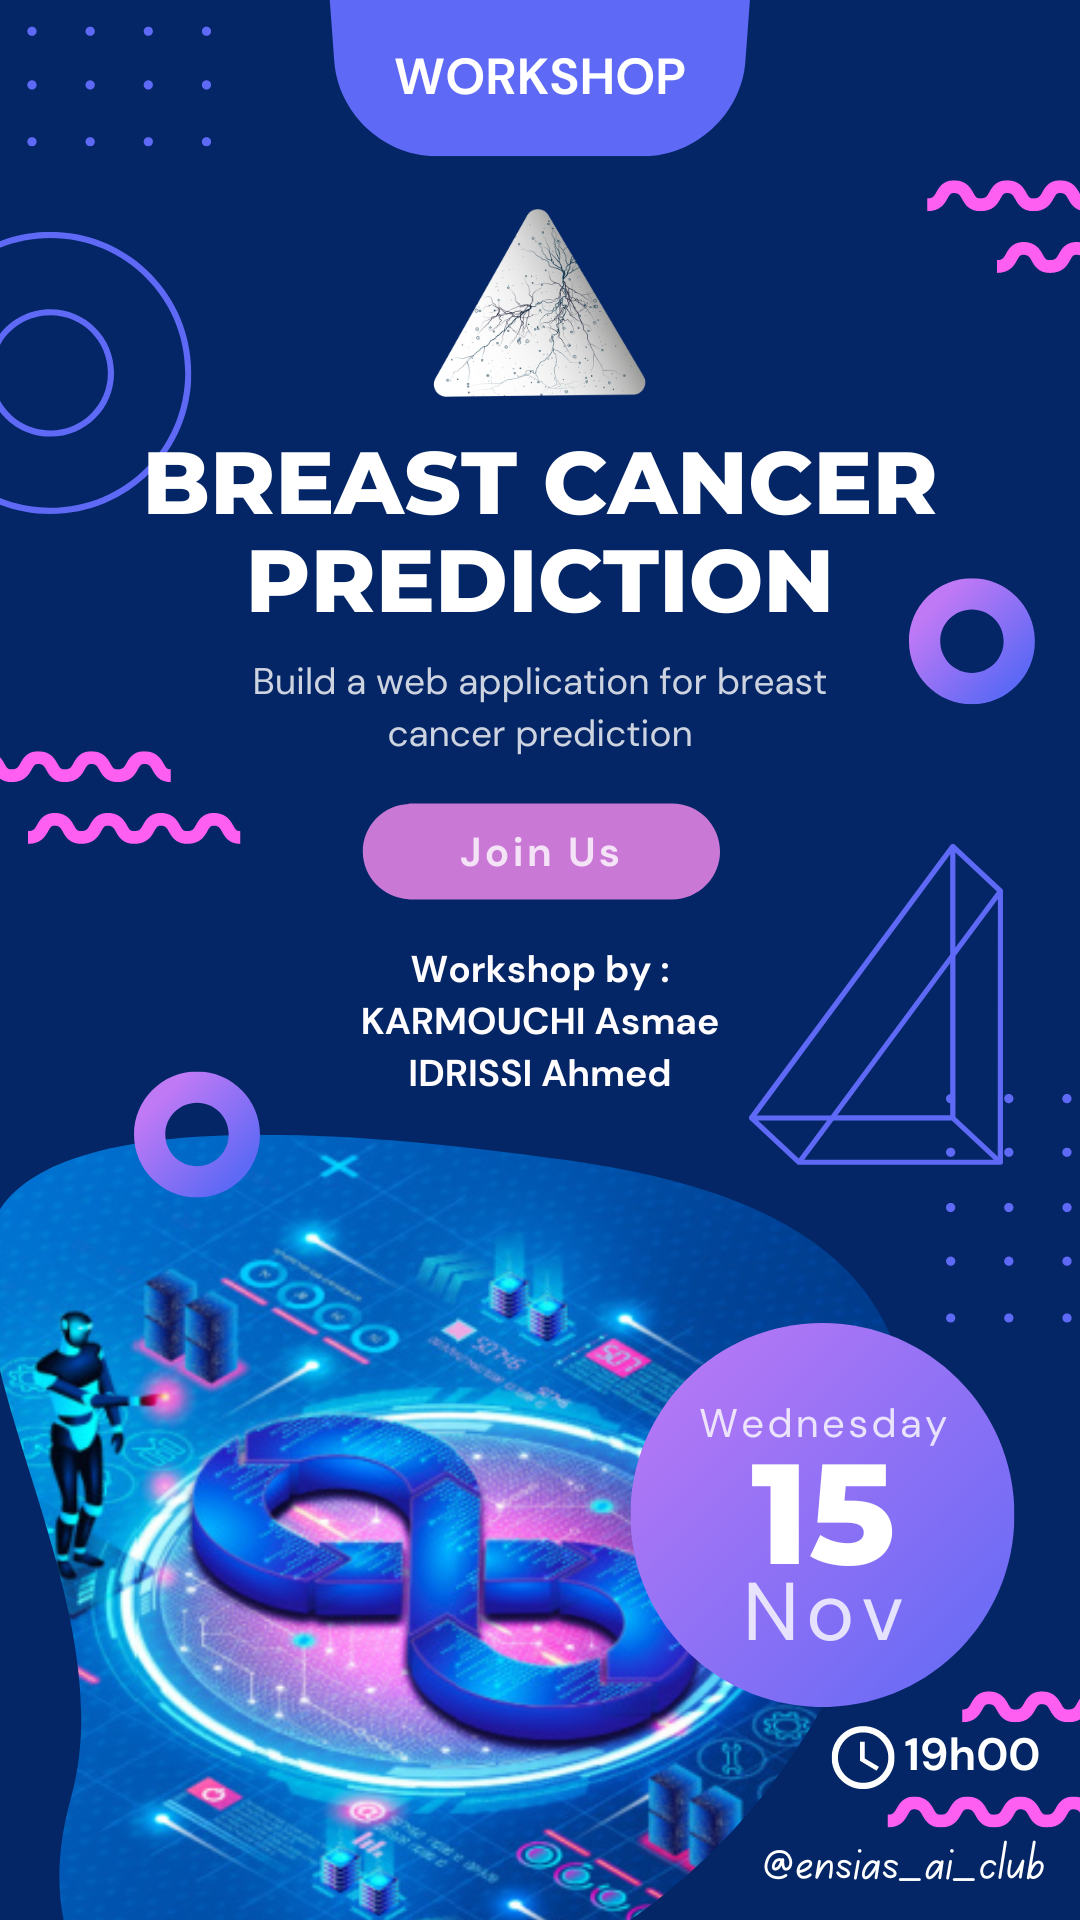 WORKSHOP
BREAST CANCER
PREDICTION
Build a web application for breast
cancer prediction
Join Us
Workshop by :
KARMOUCHI Asmae
IDRISSI Ahmed
507
Wednesday
15
Nov
19h00
@ensias_ai_club